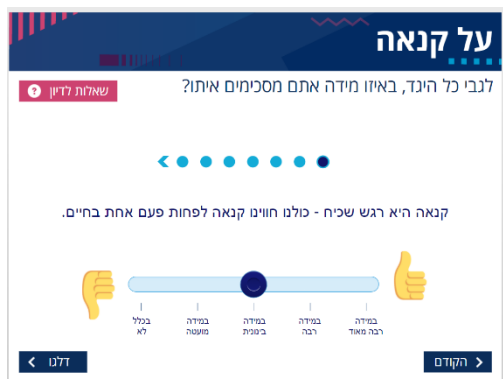 על קנאה
לגבי כל היגד, באיזו מידה אתם מסכימים איתו?
שאלות לדיון ?
קנאה היא רגש שכיח - כולנו חווינו קנאה לפחות פעם אחת בחיים.
במידה רבה מאוד
במידה רבה
במידה בינונית
במידה מועטה
בכלל לא
הקודם
דלגו